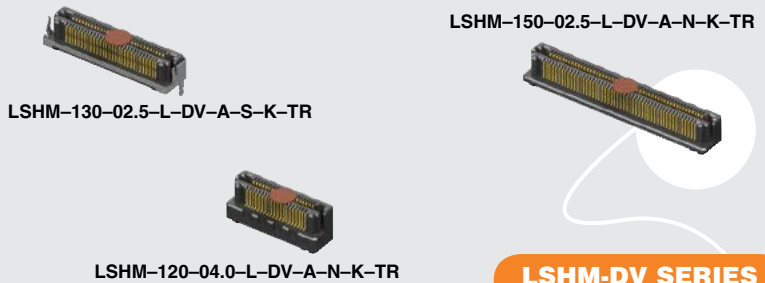 LSHM–150–02.5–L–DV–A–N–K–TR
LSHM–130–02.5–L–DV–A–S–K–TR
LSHM–120–04.0–L–DV–A–N–K–TR
LSHM-DV SERIES